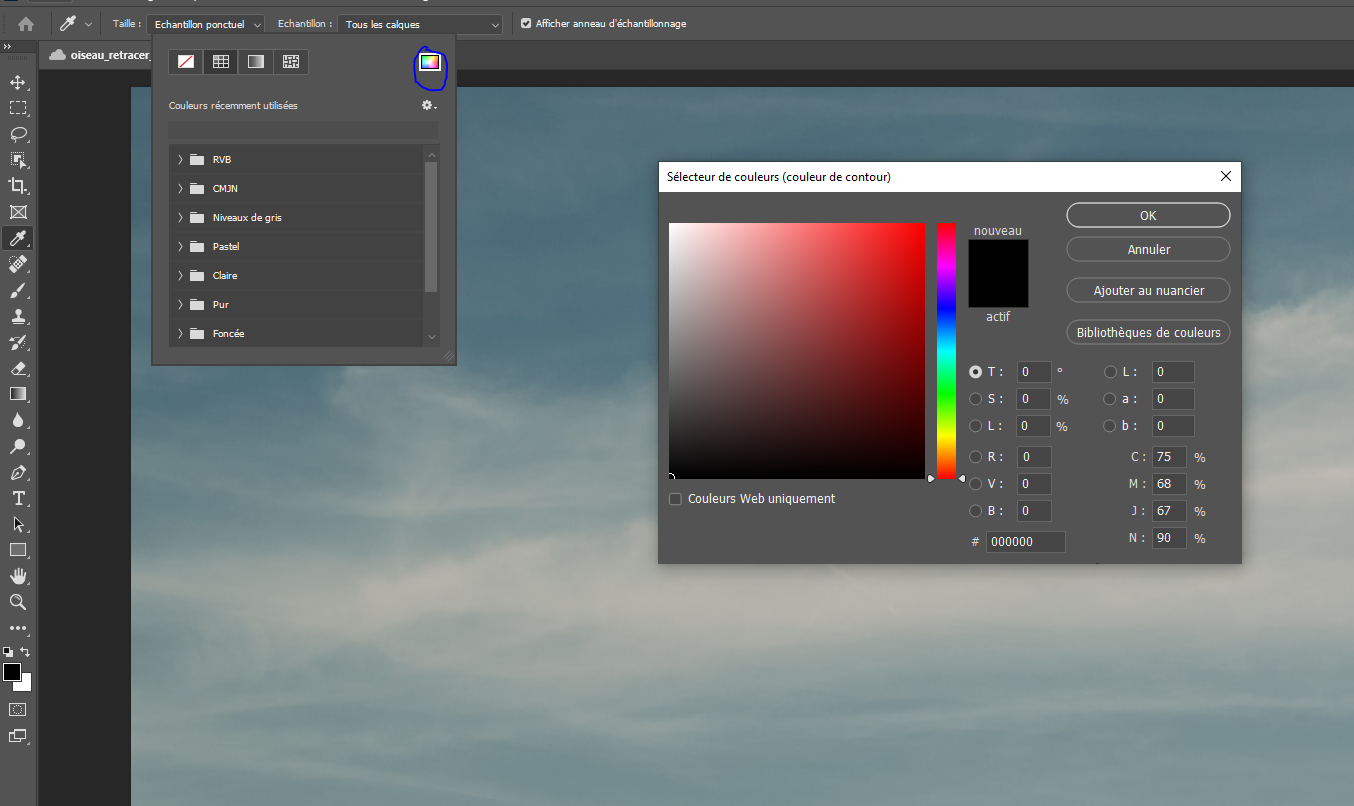 Taille : Echantillon ponctuel Echantillon : Tous les calques Afficher anneau d'échantillonnage
oiseau_retracer_
Couleurs récemment utilisées
RVB
CMJN
Niveaux de gris
Pastel
Claire
Pur
Foncée
Sélecteur de couleurs (couleur de contour)
nouveau
actif
OK
Annuler
Ajouter au nuancier
Bibliothèques de couleurs
T : 0 °
S : 0 %
L : 0 %
R : 0
V : 0
B : 0
# 000000
L : 0
a : 0
b : 0
C : 75 %
M : 68 %
J : 67 %
N : 90 %
Couleurs Web uniquement
T